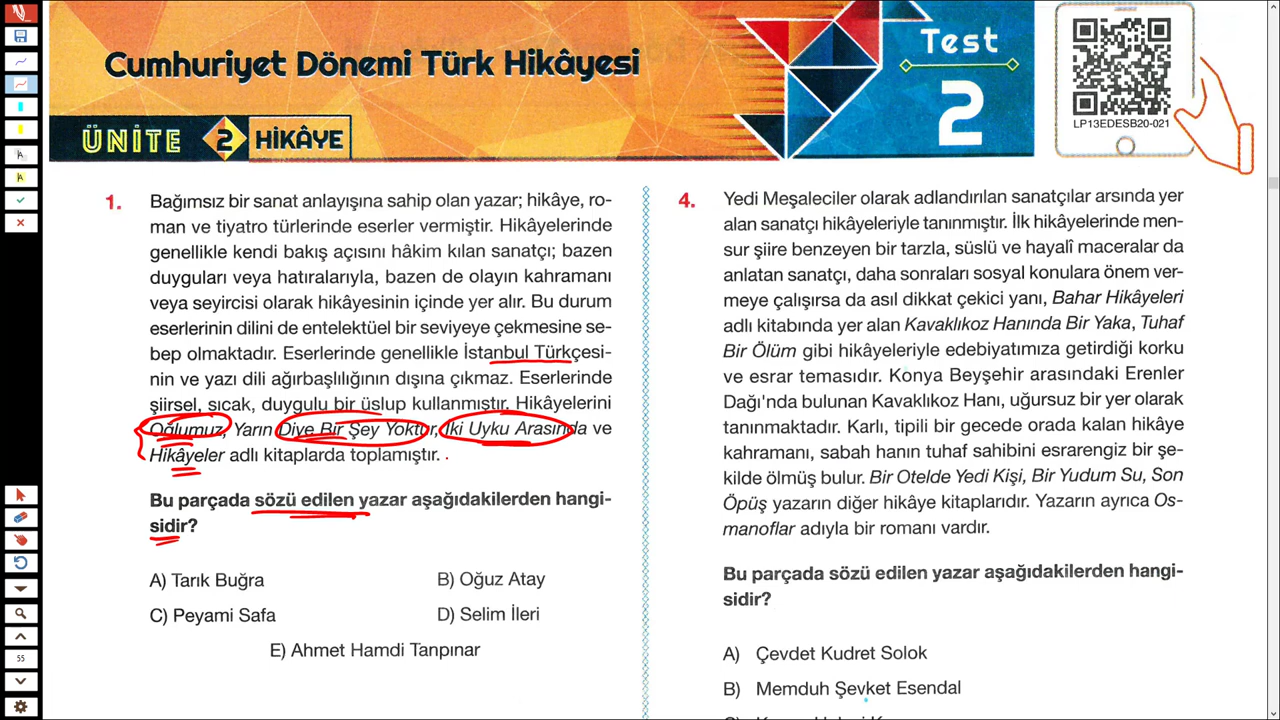 Cumhuriyet Dönemi Türk Hikâyesi
Test
2
ÜNİTE 2 HİKÂYE
LP13EDESB20-021
1. Bağımsız bir sanat anlayışına sahip olan yazar; hikâye, ro-
man ve tiyatro türlerinde eserler vermiştir. Hikâyelerinde
genellikle kendi bakış açısını hâkim kılan sanatçı; bazen
duyguları veya hatıralarıyla, bazen de olayın kahramanı
veya seyircisi olarak hikâyesinin içinde yer alır. Bu durum
eserlerinin dilini de entelektüel bir seviyeye çekmesine se-
bep olmaktadır. Eserlerinde genellikle İstanbul Türkçesi-
nin ve yazı dili ağırbaşlılığının dışına çıkmaz. Eserlerinde
şiirsel, sıcak, duygulu bir üslup kullanmıştır. Hikâyelerini
Oğlumuz, Yarın Diye Bir Şey Yoktur, İki Uyku Arasında ve
Hikâyeler adlı kitaplarda toplamıştır.
Bu parçada sözü edilen yazar aşağıdakilerden hangi-
sidir?
A) Tarık Buğra
B) Oğuz Atay
C) Peyami Safa
D) Selim İleri
E) Ahmet Hamdi Tanpınar
4. Yedi Meşaleciler olarak adlandırılan sanatçılar arsında yer
alan sanatçı hikâyeleriyle tanınmıştır. İlk hikâyelerinde men-
sur şiire benzeyen bir tarzla, süslü ve hayalî maceralar da
anlatan sanatçı, daha sonraları sosyal konulara önem ver-
meye çalışırsa da asıl dikkat çekici yanı, Bahar Hikâyeleri
adlı kitabında yer alan Kavaklıkoz Hanında Bir Yaka, Tuhaf
Bir Ölüm gibi hikâyeleriyle edebiyatımıza getirdiği korku
ve esrar temasıdır. Konya Beyşehir arasındaki Erenler
Dağı'nda bulunan Kavaklıkoz Hanı, uğursuz bir yer olarak
tanınmaktadır. Karlı, tipili bir gecede orada kalan hikâye
kahramanı, sabah hanın tuhaf sahibini esrarengiz bir şe-
kilde ölmüş bulur. Bir Otelde Yedi Kişi, Bir Yudum Su, Son
Öpüş yazarın diğer hikâye kitaplarıdır. Yazarın ayrıca Os-
manoflar adıyla bir romanı vardır.
Bu parçada sözü edilen yazar aşağıdakilerden hangi-
sidir?
A) Çevdet Kudret Solok
B) Memduh Şevket Esendal
55